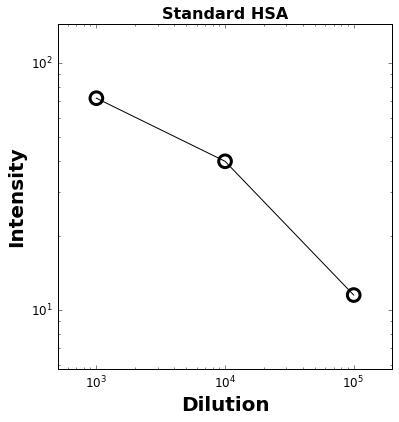 Standard HSA
Intensity
10²
10¹
10³ 10⁴ 10⁵
Dilution